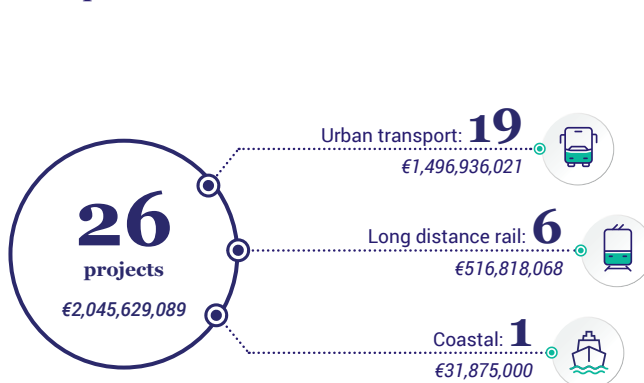 26
projects
€2,045,629,089
Urban transport: 19
€1,496,936,021
Long distance rail: 6
€516,818,068
Coastal: 1
€31,875,000